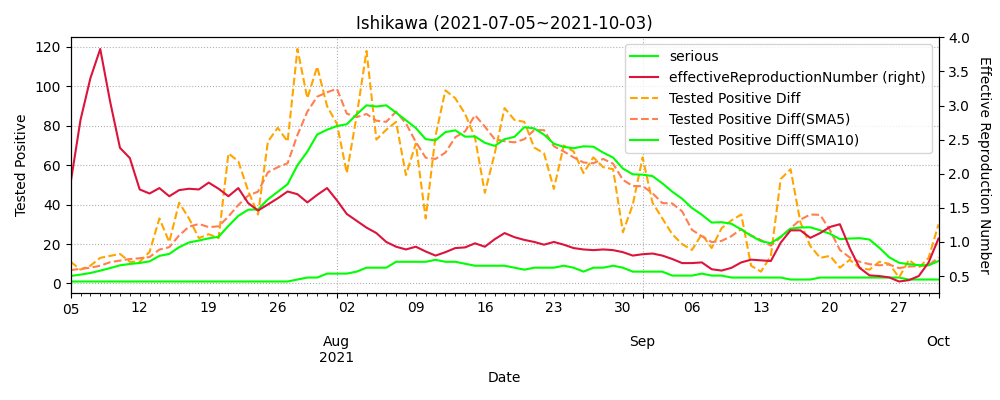 Ishikawa (2021-07-05~2021-10-03)
Tested Positive
120
100
80
60
40
20
0
4.0
3.5
3.0
2.5
2.0
1.5
1.0
0.5
Effective Reproduction Number
serious
effectiveReproductionNumber (right)
Tested Positive Diff
Tested Positive Diff(SMA5)
Tested Positive Diff(SMA10)
05 12 19 26 02 09 16 23 30 06 13 20 27
Aug Sep Oct
2021
Date